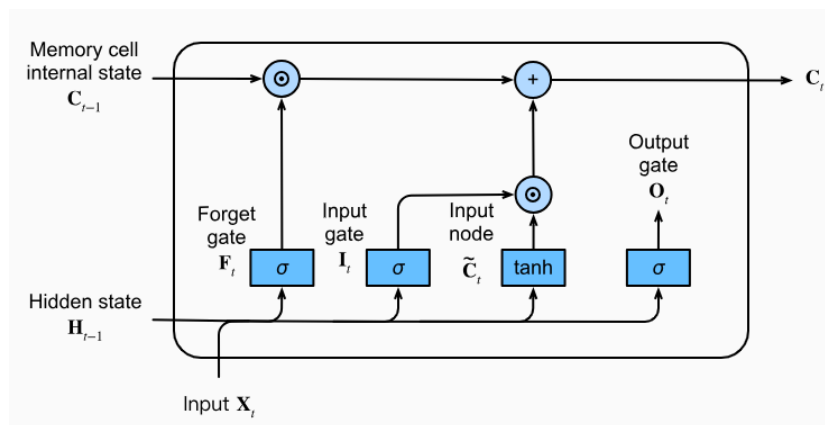 Memory cell
internal state
C_{t−1}
⊙
+
C_t
Output
gate
O_t
⊙
Forget
gate
F_t
Input
gate
I_t
Input
node
C̃_t
σ
σ
tanh
σ
Hidden state
H_{t−1}
Input X_t